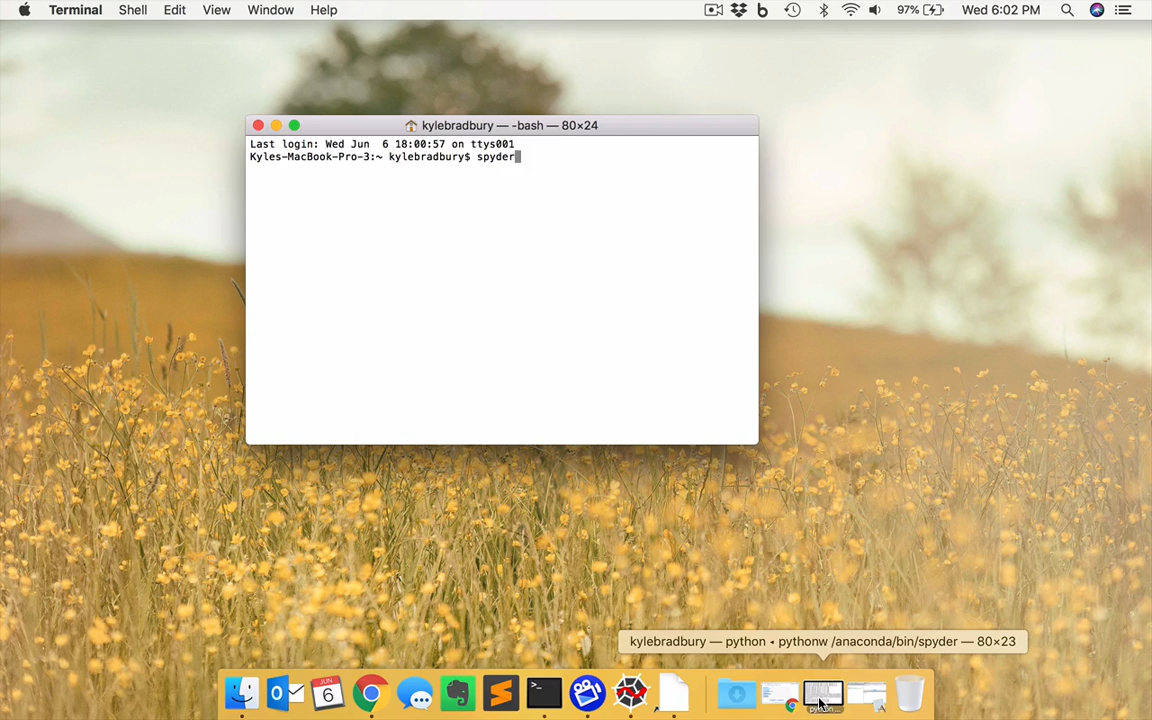 Terminal Shell Edit View Window Help 97% Wed 6:02 PM
kylebradbury — -bash — 80×24
Last login: Wed Jun  6 18:00:57 on ttys001
Kyles-MacBook-Pro-3:~ kylebradbury$ spyder
kylebradbury — python ◂ pythonw /anaconda/bin/spyder — 80×23
JUN
6
>_